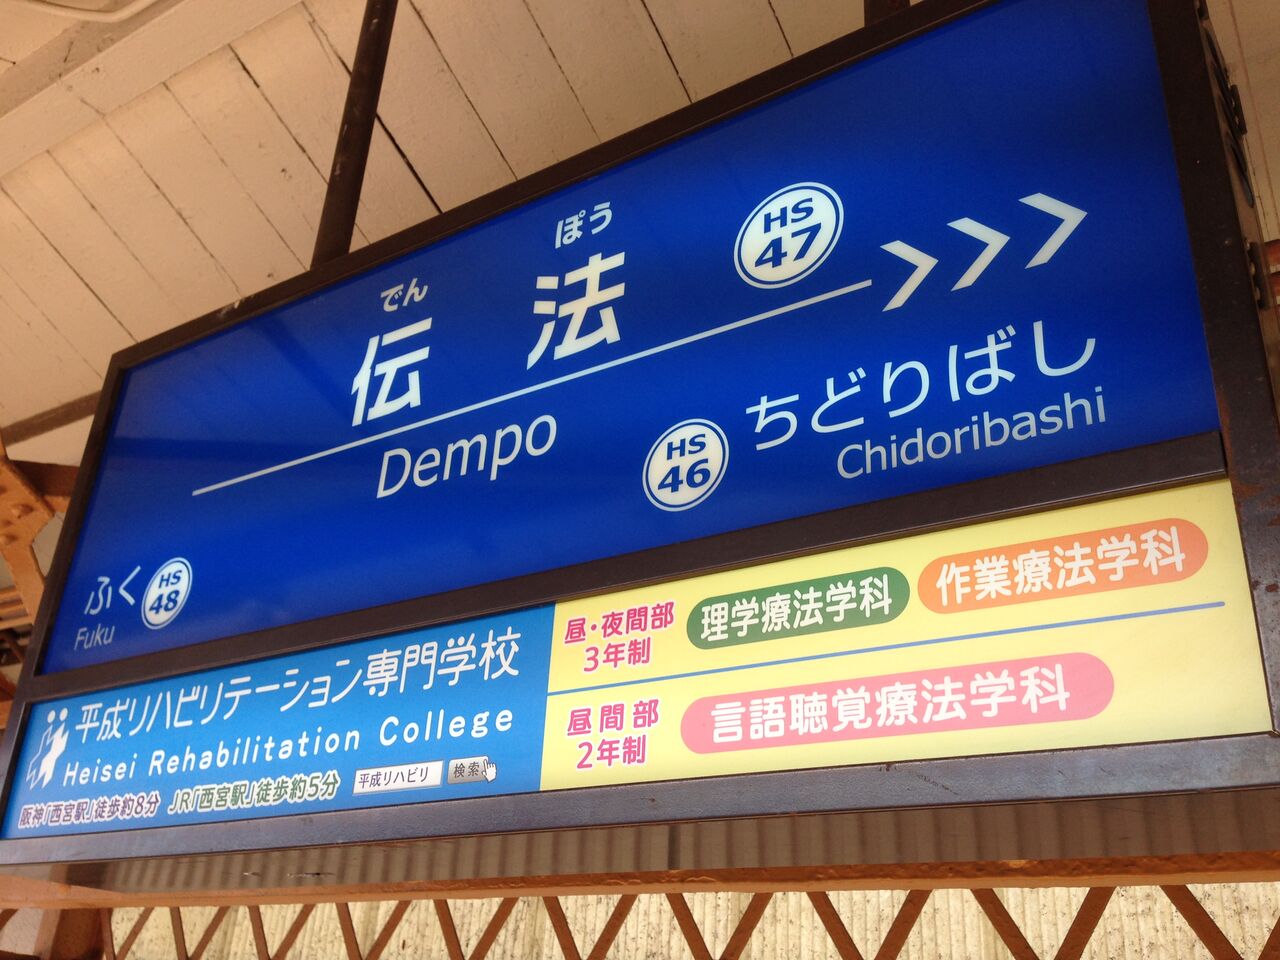 でん ぽう
伝法
HS
47
Dempo
HS
46
ちどりばし
Chidoribashi
ふく
Fuku
HS
48
平成リハビリテーション専門学校
Heisei Rehabilitation College
阪神「西宮駅」徒歩約8分 JR「西宮駅」徒歩約5分
平成リハビリ 検索
昼・夜間部
3年制
理学療法学科
作業療法学科
昼間部
2年制
言語聴覚療法学科